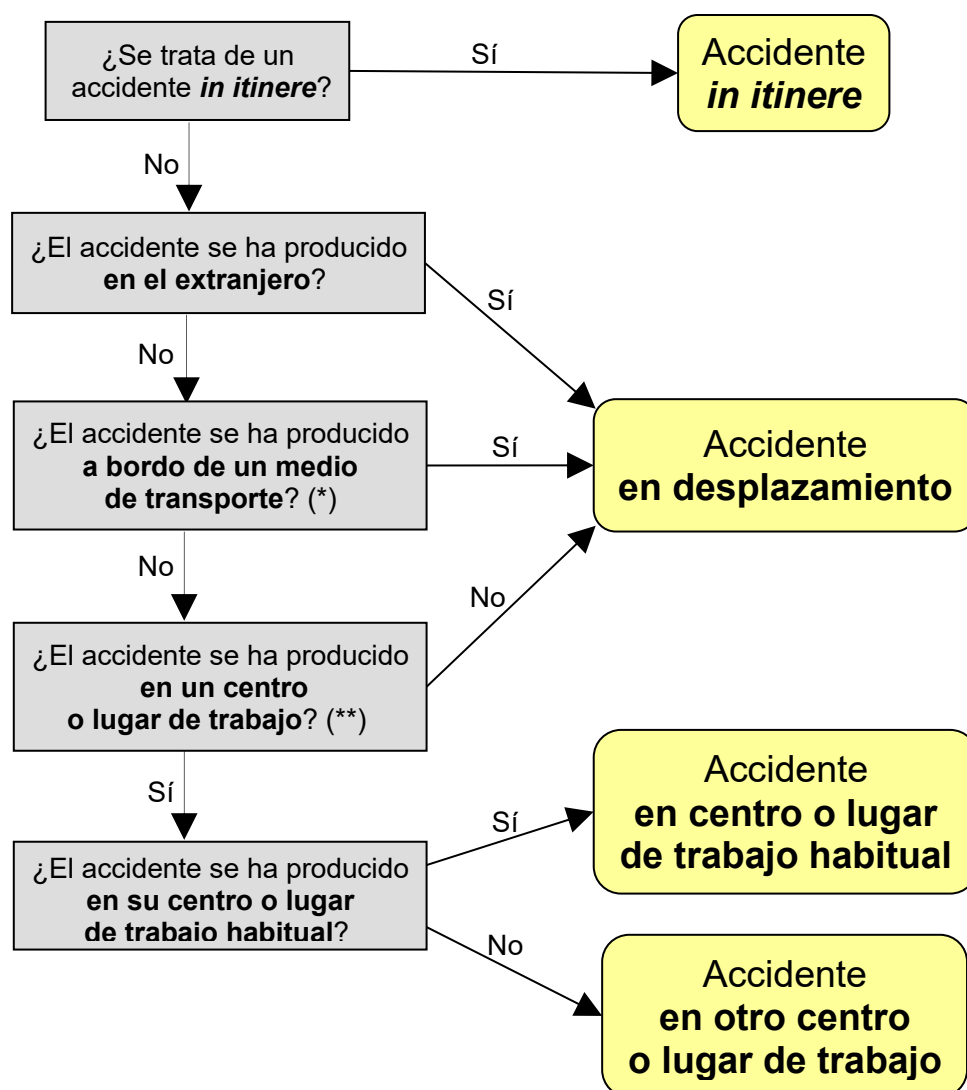 ¿Se trata de un
accidente in itinere?
Sí
Accidente
in itinere
No
¿El accidente se ha producido
en el extranjero?
Sí
No
¿El accidente se ha producido
a bordo de un medio
de transporte? (*)
Sí
Accidente
en desplazamiento
No
No
¿El accidente se ha producido
en un centro
o lugar de trabajo? (**)
Sí
Accidente
en centro o lugar
de trabajo habitual
Sí
¿El accidente se ha producido
en su centro o lugar
de trabajo habitual?
No
Accidente
en otro centro
o lugar de trabajo